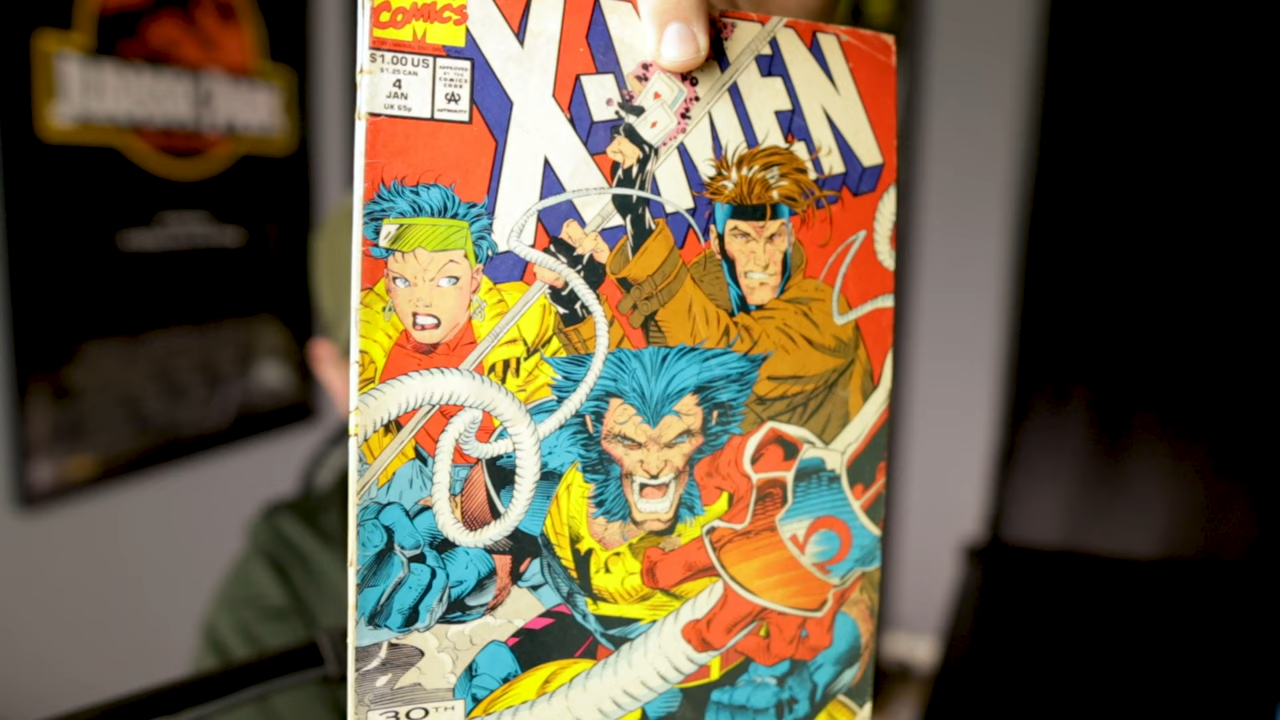 COMICS
M
X-MEN
$1.00 US
$1.25 CAN
4
JAN
UK 65p
APPROVED
BY THE
COMICS
CODE
CA
AUTHORITY
30TH